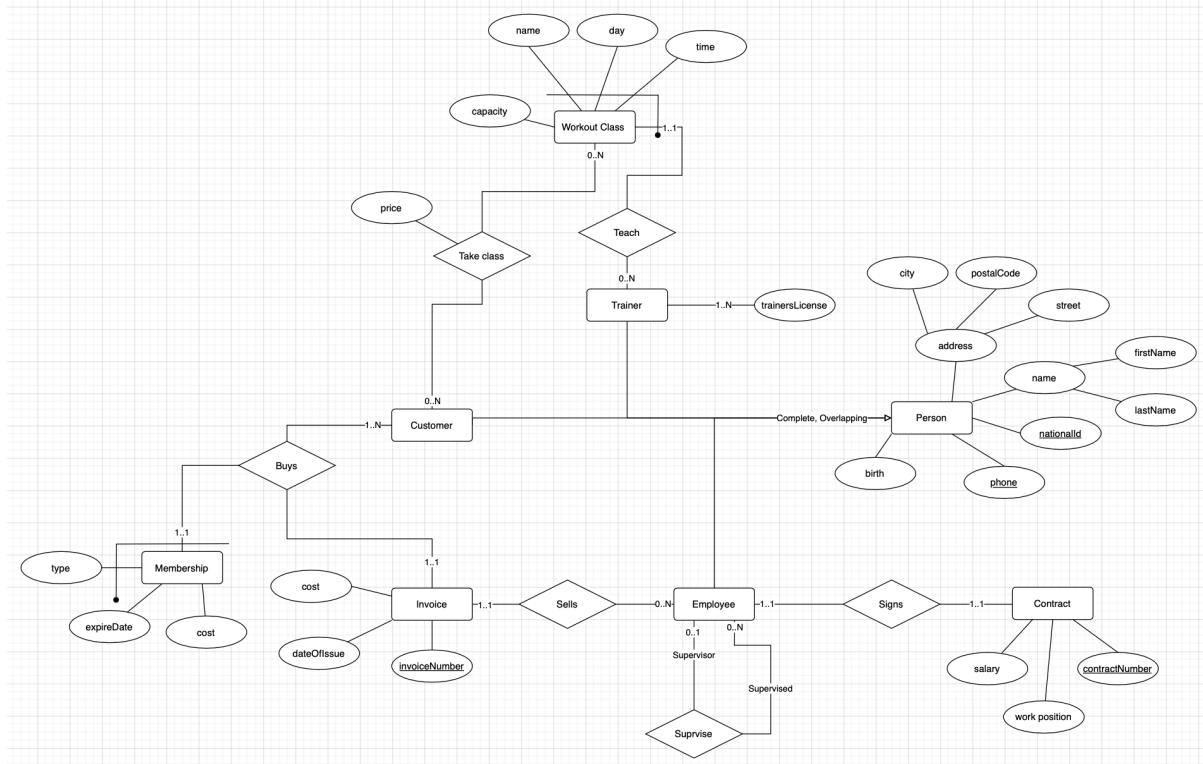 name
day
time
capacity
Workout Class
1..1
0..N
price
Take class
Teach
0..N
Trainer
1..N
trainersLicense
city
postalCode
street
address
firstName
name
lastName
0..N
Customer
1..N
Complete, Overlapping
Person
nationalId
birth
phone
Buys
1..1
type
Membership
expireDate
cost
1..1
cost
Invoice
1..1
dateOfIssue
invoiceNumber
Sells
0..N
Employee
1..1
Signs
1..1
Contract
0..1
0..N
Supervisor
Supervised
Suprvise
salary
contractNumber
work position